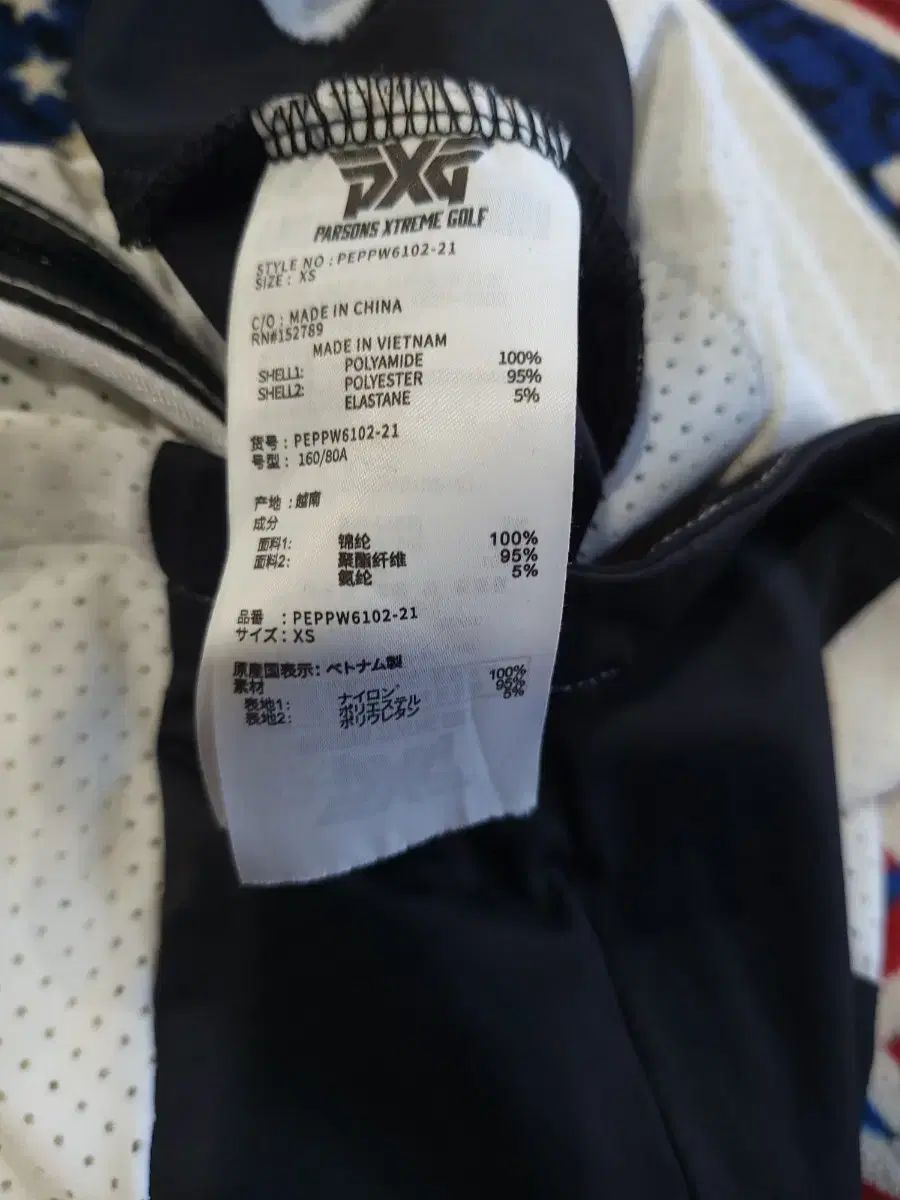 PXG
PARSONS XTREME GOLF
STYLE NO : PEPPW6102-21
SIZE : XS
C/O : MADE IN CHINA
RN#152789
MADE IN VIETNAM
SHELL1: POLYAMIDE 100%
SHELL2: POLYESTER 95%
ELASTANE 5%
货号 : PEPPW6102-21
号型 : 160/80A
产地 : 越南
成分
面料1: 锦纶 100%
面料2: 聚酯纤维 95%
氨纶 5%
品番 : PEPPW6102-21
サイズ : XS
原産国表示: ベトナム製
素材
表地1: ナイロン 100%
表地2: ポリエステル 95%
ポリウレタン 5%